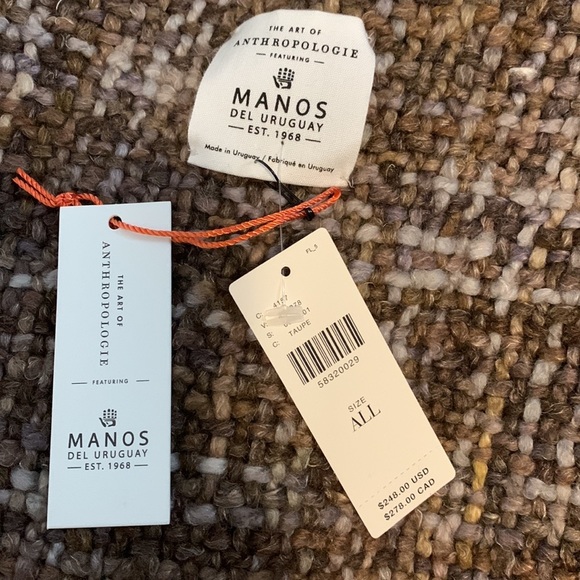 THE ART OF
ANTHROPOLOGIE
FEATURING
MANOS
DEL URUGUAY
EST. 1968
Made in Uruguay / Fabriqué en Uruguay
THE ART OF
ANTHROPOLOGIE
FEATURING
MANOS
DEL URUGUAY
EST. 1968
FL_5
TAUPE
58320029
SIZE
ALL
$248.00 USD
$278.00 CAD